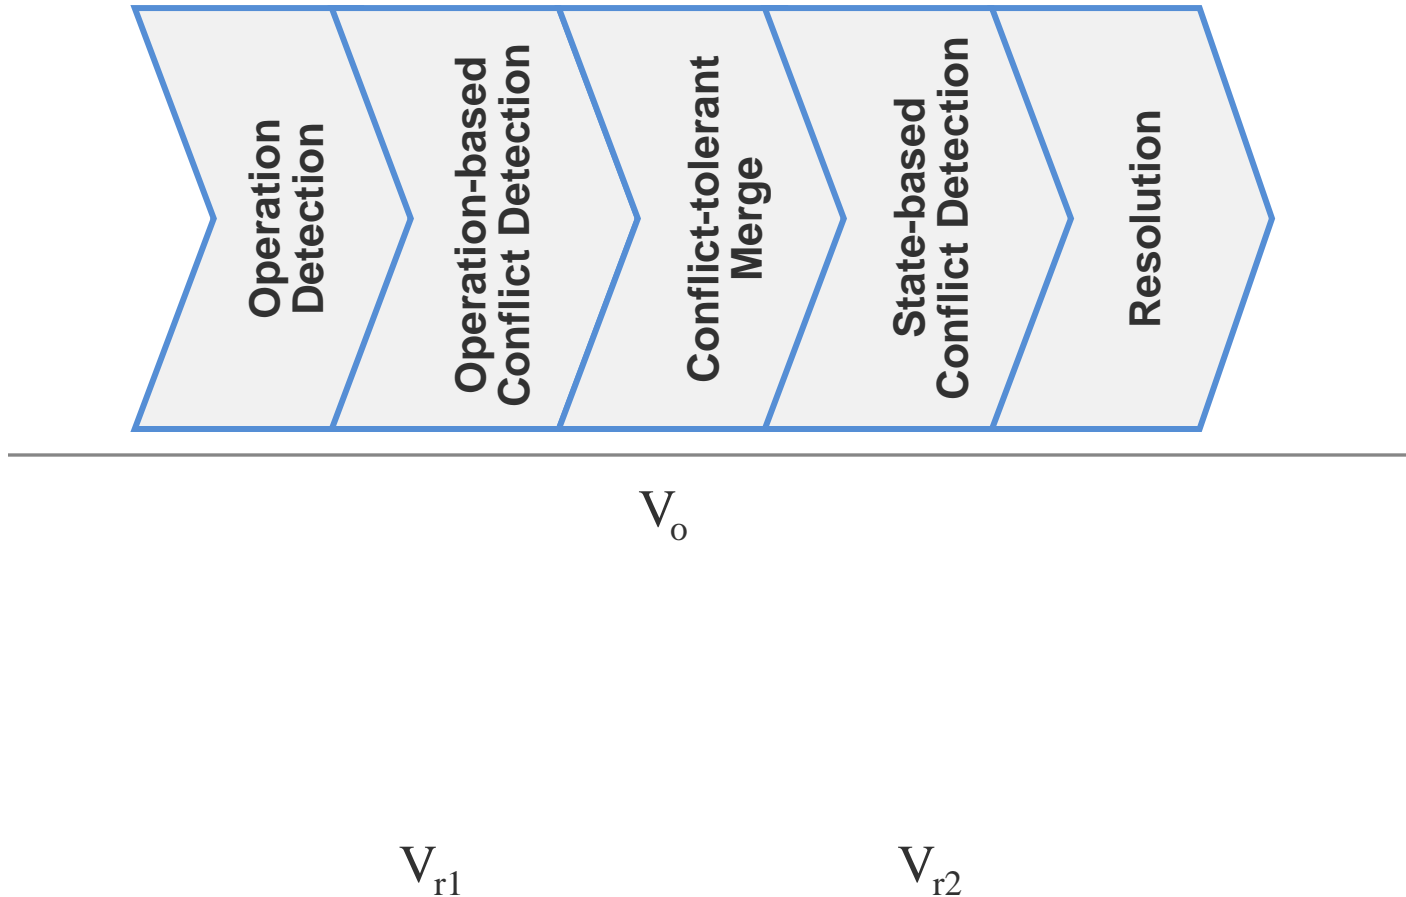 Operation
Detection
Operation-based
Conflict Detection
Conflict-tolerant
Merge
State-based
Conflict Detection
Resolution
Vo
Vr1
Vr2